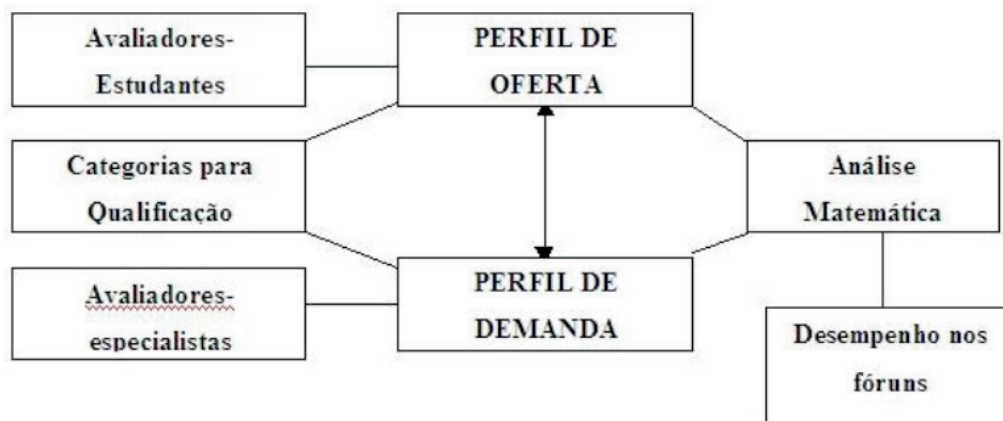 Avaliadores-
Estudantes
PERFIL DE
OFERTA
Categorias para
Qualificação
Análise
Matemática
Avaliadores-
especialistas
PERFIL DE
DEMANDA
Desempenho nos
fóruns